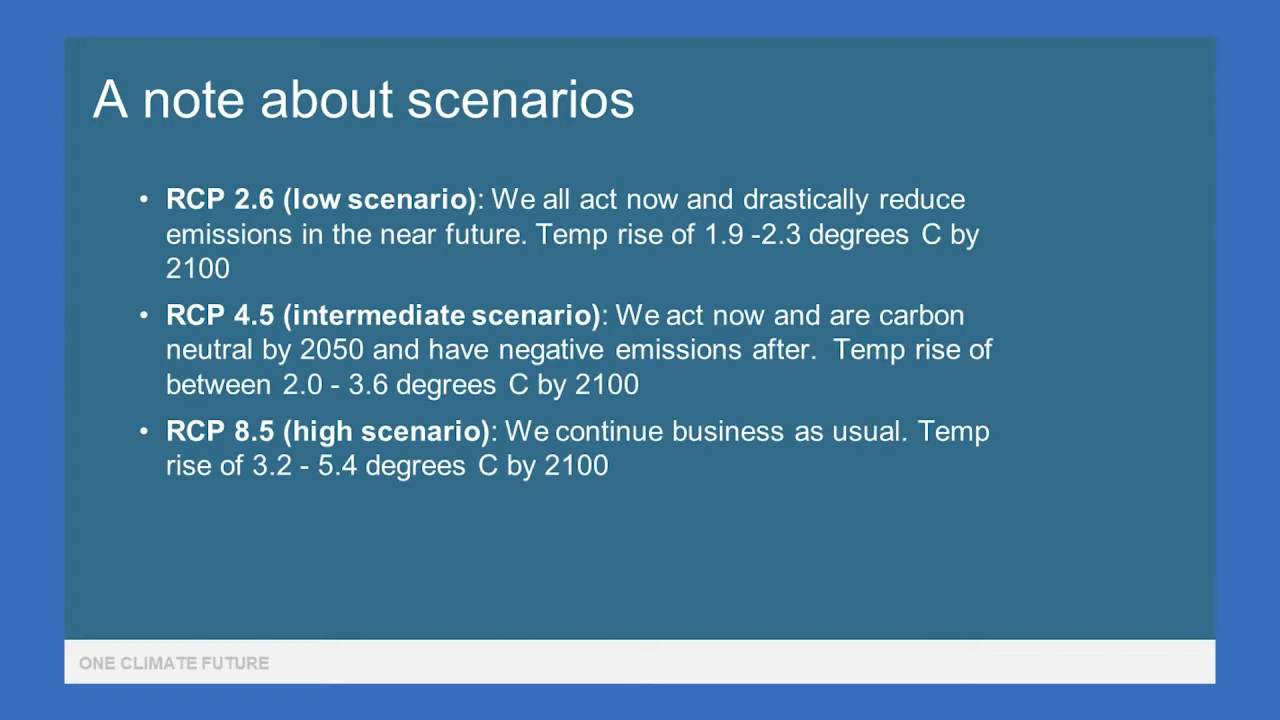 A note about scenarios
• RCP 2.6 (low scenario): We all act now and drastically reduce
emissions in the near future. Temp rise of 1.9 -2.3 degrees C by
2100
• RCP 4.5 (intermediate scenario): We act now and are carbon
neutral by 2050 and have negative emissions after.  Temp rise of
between 2.0 - 3.6 degrees C by 2100
• RCP 8.5 (high scenario): We continue business as usual. Temp
rise of 3.2 - 5.4 degrees C by 2100
ONE CLIMATE FUTURE